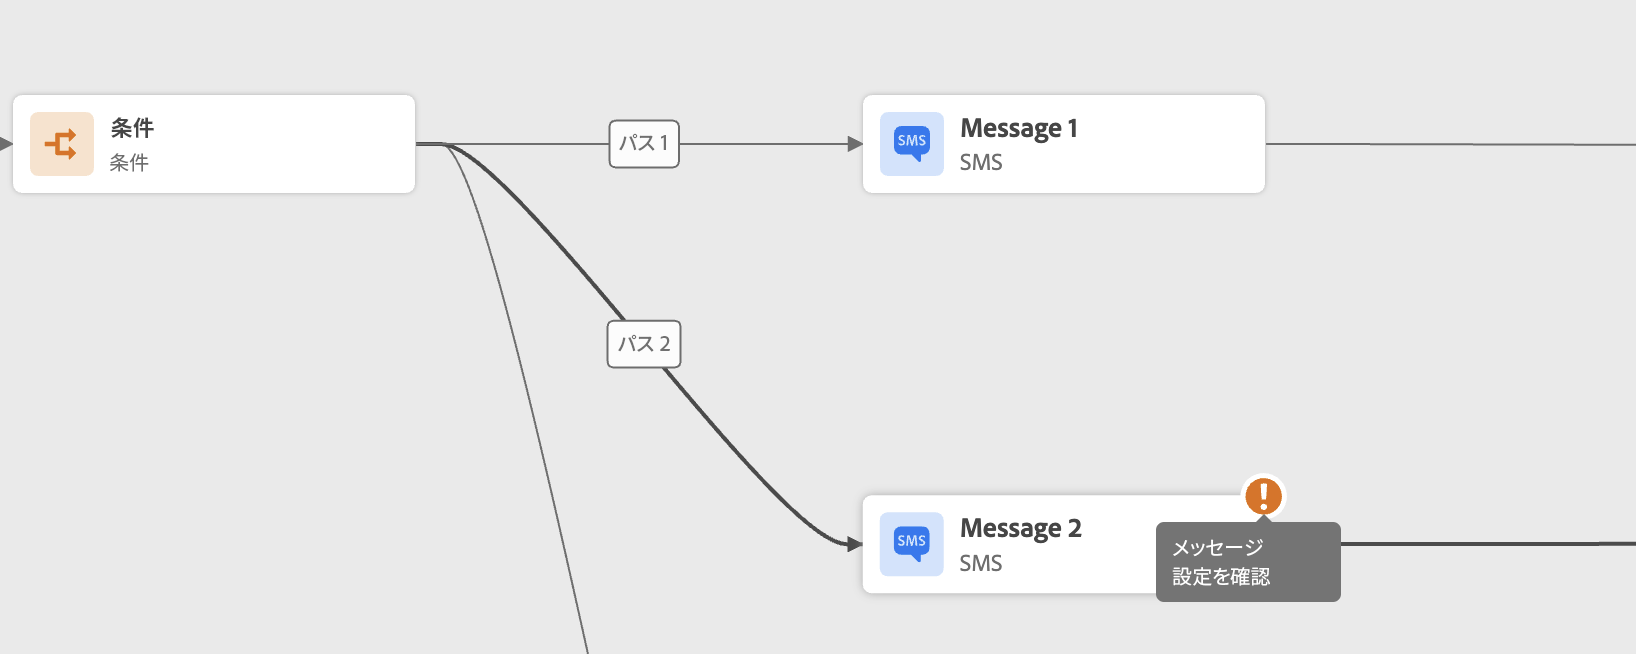 条件
条件
パス 1
SMS
Message 1
SMS
パス 2
SMS
Message 2
SMS
メッセージ
設定を確認